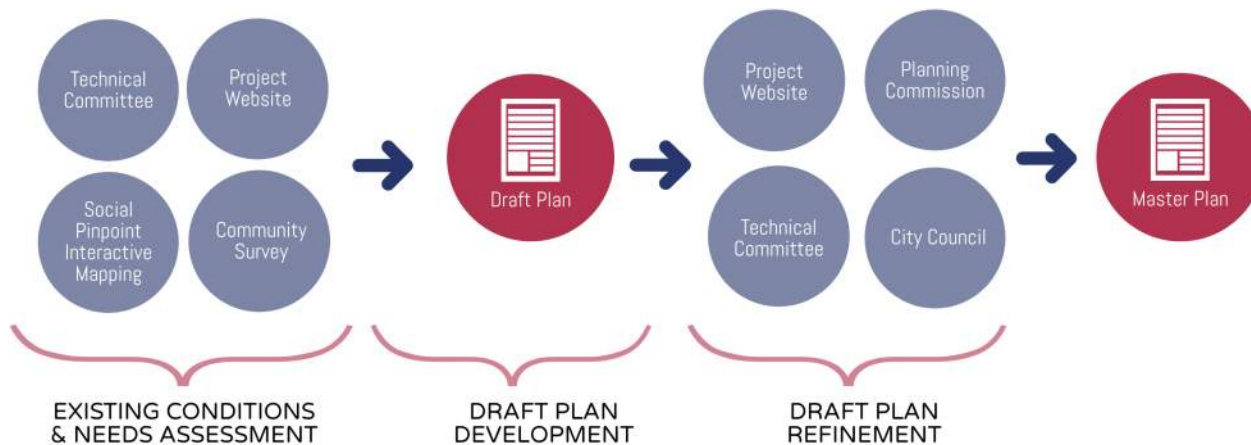 Technical
Committee
Project
Website
Social
Pinpoint
Interactive
Mapping
Community
Survey
Draft Plan
Project
Website
Planning
Commission
Technical
Committee
City Council
Master Plan
EXISTING CONDITIONS
& NEEDS ASSESSMENT
DRAFT PLAN
DEVELOPMENT
DRAFT PLAN
REFINEMENT